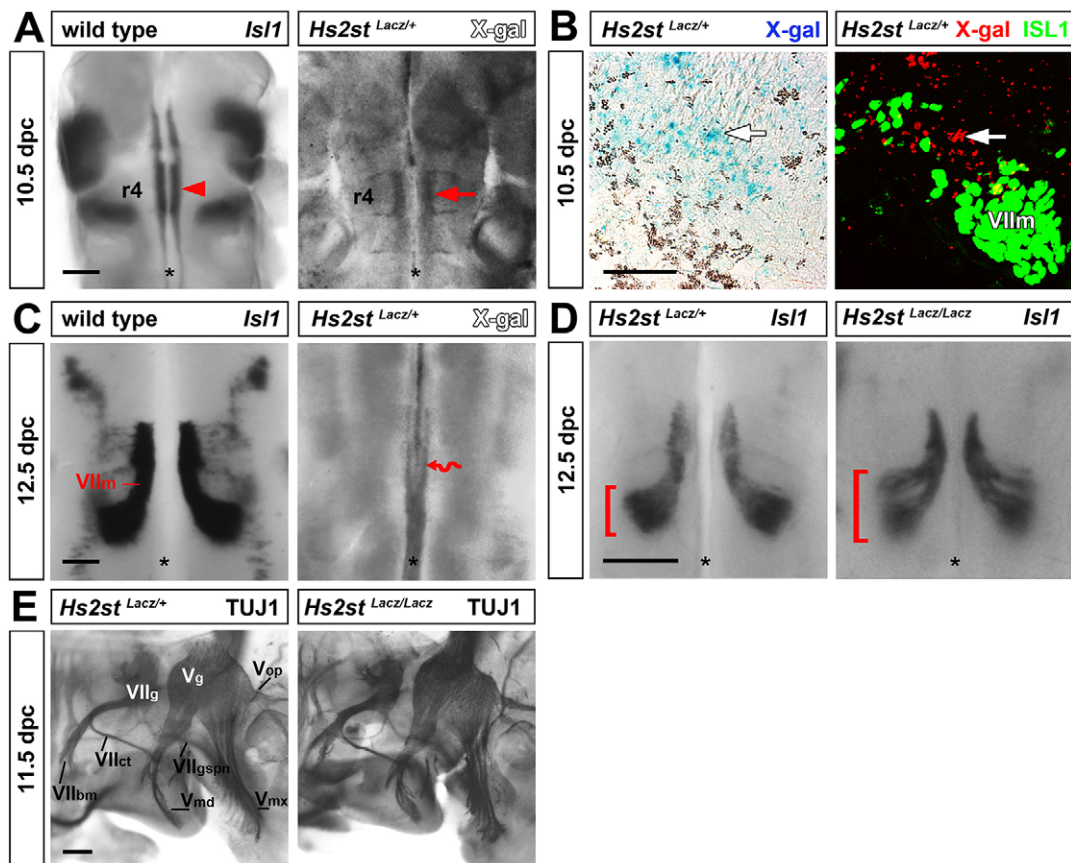 A wild type Isl1 Hs2st Lacz/+ X-gal
10.5 dpc
r4 r4
* *
B Hs2st Lacz/+ X-gal Hs2st Lacz/+ X-gal ISL1
10.5 dpc
VIIm
C wild type Isl1 Hs2st Lacz/+ X-gal
12.5 dpc
VIIm
* *
D Hs2st Lacz/+ Isl1 Hs2st Lacz/Lacz Isl1
12.5 dpc
* *
E Hs2st Lacz/+ TUJ1 Hs2st Lacz/Lacz TUJ1
11.5 dpc
Vop
Vg
VIIg
VIIct
VIIgspn
VIIbm
Vmd
Vmx